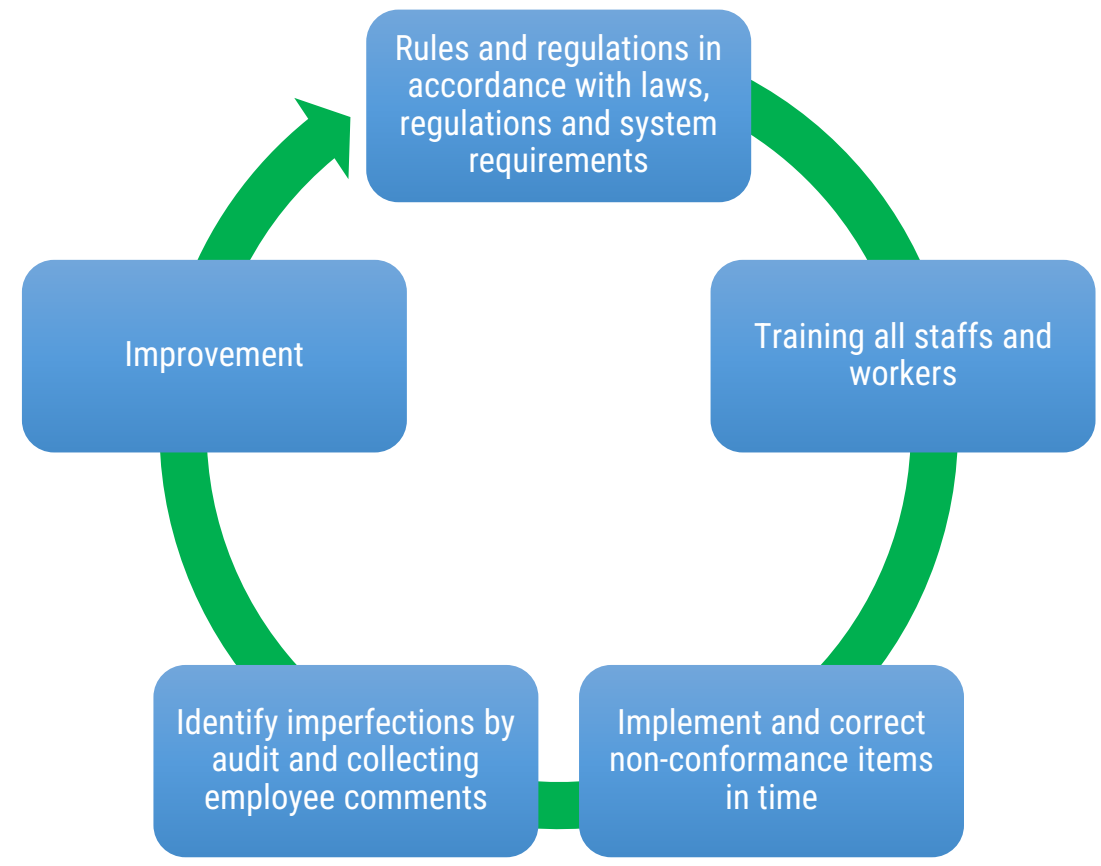 Rules and regulations in
accordance with laws,
regulations and system
requirements
Training all staffs and
workers
Implement and correct
non-conformance items
in time
Identify imperfections by
audit and collecting
employee comments
Improvement